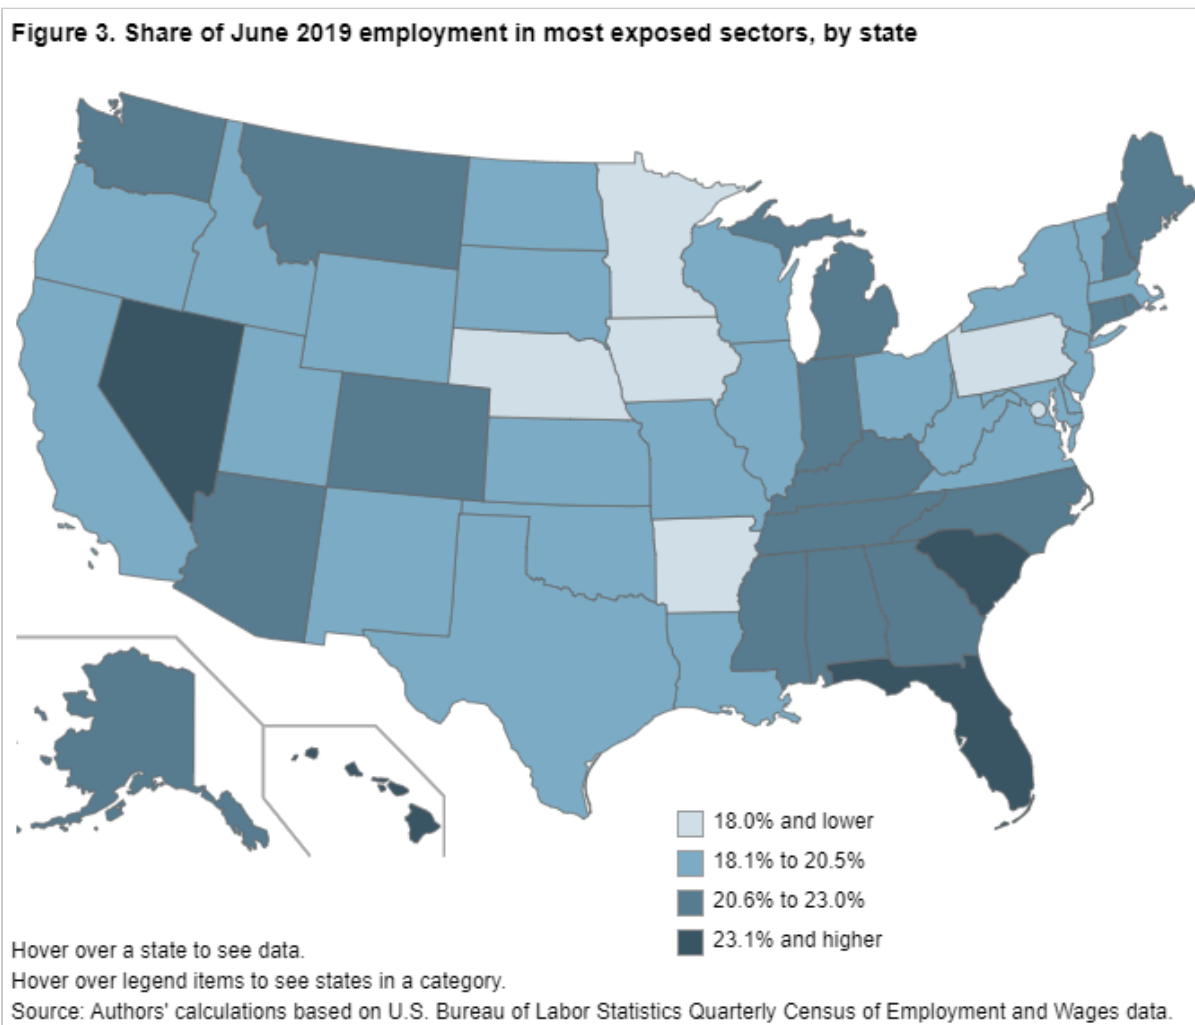 Figure 3. Share of June 2019 employment in most exposed sectors, by state
18.0% and lower
18.1% to 20.5%
20.6% to 23.0%
23.1% and higher
Hover over a state to see data.
Hover over legend items to see states in a category.
Source: Authors' calculations based on U.S. Bureau of Labor Statistics Quarterly Census of Employment and Wages data.